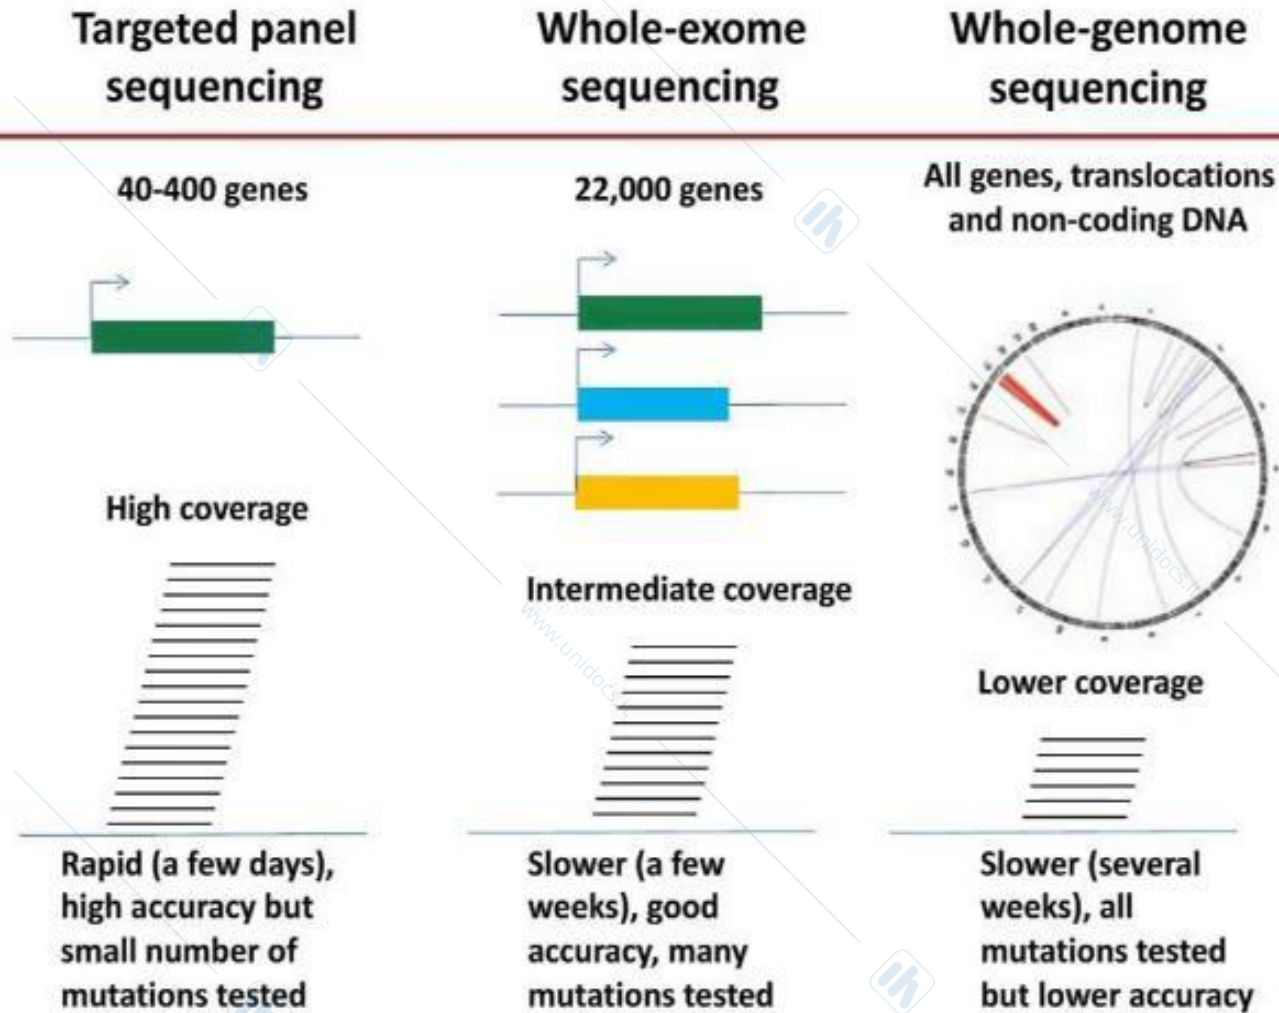 Targeted panel
sequencing
40-400 genes
High coverage
Rapid (a few days),
high accuracy but
small number of
mutations tested
Whole-exome
sequencing
22,000 genes
Intermediate coverage
Slower (a few
weeks), good
accuracy, many
mutations tested
Whole-genome
sequencing
All genes, translocations
and non-coding DNA
Lower coverage
Slower (several
weeks), all
mutations tested
but lower accuracy